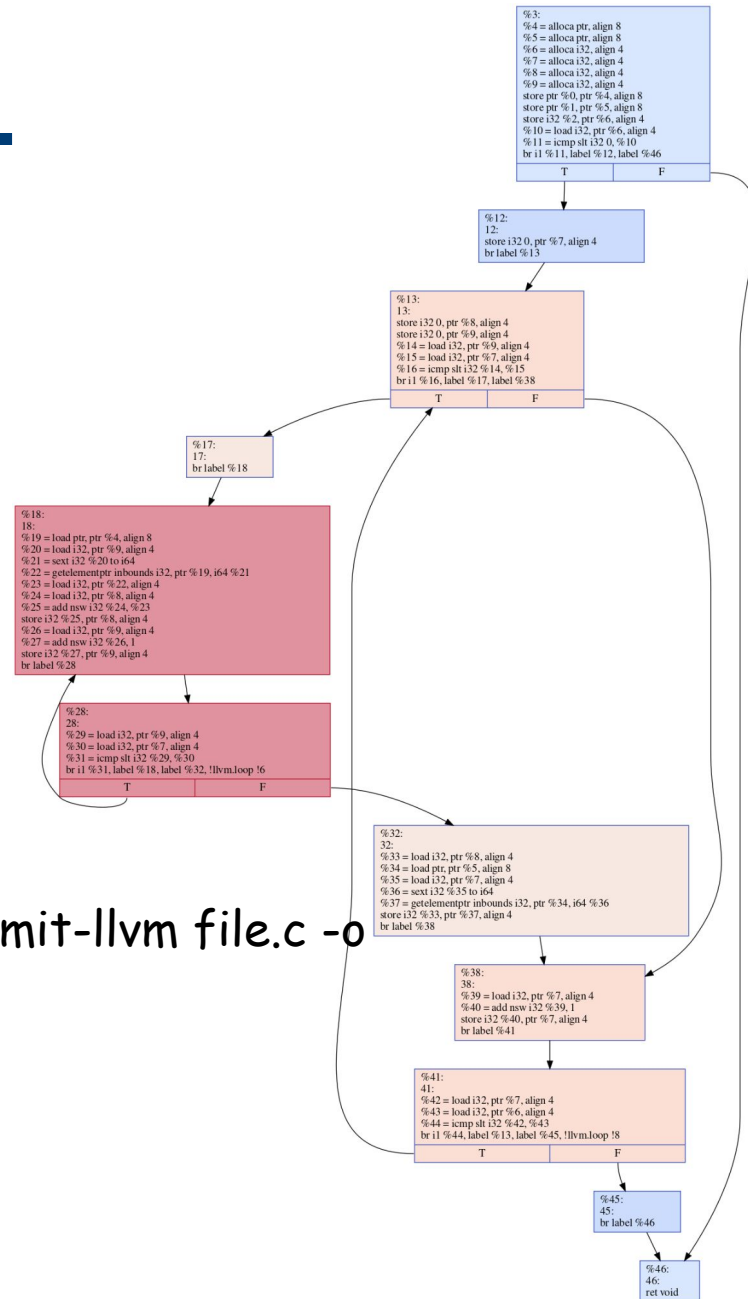 %3:
%4 = alloca ptr, align 8
%5 = alloca ptr, align 8
%6 = alloca i32, align 4
%7 = alloca i32, align 4
%8 = alloca i32, align 4
%9 = alloca i32, align 4
store ptr %0, ptr %4, align 8
store ptr %1, ptr %5, align 8
store i32 %2, ptr %6, align 4
%10 = load i32, ptr %6, align 4
%11 = icmp slt i32 0, %10
br i1 %11, label %12, label %46
T F
%12:
12:
store i32 0, ptr %7, align 4
br label %13
%13:
13:
store i32 0, ptr %8, align 4
store i32 0, ptr %9, align 4
%14 = load i32, ptr %9, align 4
%15 = load i32, ptr %7, align 4
%16 = icmp slt i32 %14, %15
br i1 %16, label %17, label %38
T F
%17:
17:
br label %18
%18:
18:
%19 = load ptr, ptr %4, align 8
%20 = load i32, ptr %9, align 4
%21 = sext i32 %20 to i64
%22 = getelementptr inbounds i32, ptr %19, i64 %21
%23 = load i32, ptr %22, align 4
%24 = load i32, ptr %8, align 4
%25 = add nsw i32 %24, %23
store i32 %25, ptr %8, align 4
%26 = load i32, ptr %9, align 4
%27 = add nsw i32 %26, 1
store i32 %27, ptr %9, align 4
br label %28
%28:
28:
%29 = load i32, ptr %9, align 4
%30 = load i32, ptr %7, align 4
%31 = icmp slt i32 %29, %30
br i1 %31, label %18, label %32, !llvm.loop !6
T F
%32:
32:
%33 = load i32, ptr %8, align 4
%34 = load ptr, ptr %5, align 8
%35 = load i32, ptr %7, align 4
%36 = sext i32 %35 to i64
%37 = getelementptr inbounds i32, ptr %34, i64 %36
store i32 %33, ptr %37, align 4
br label %38
mit-llvm file.c -o
%38:
38:
%39 = load i32, ptr %7, align 4
%40 = add nsw i32 %39, 1
store i32 %40, ptr %7, align 4
br label %41
%41:
41:
%42 = load i32, ptr %7, align 4
%43 = load i32, ptr %6, align 4
%44 = icmp slt i32 %42, %43
br i1 %44, label %13, label %45, !llvm.loop !8
T F
%45:
45:
br label %46
%46:
46:
ret void